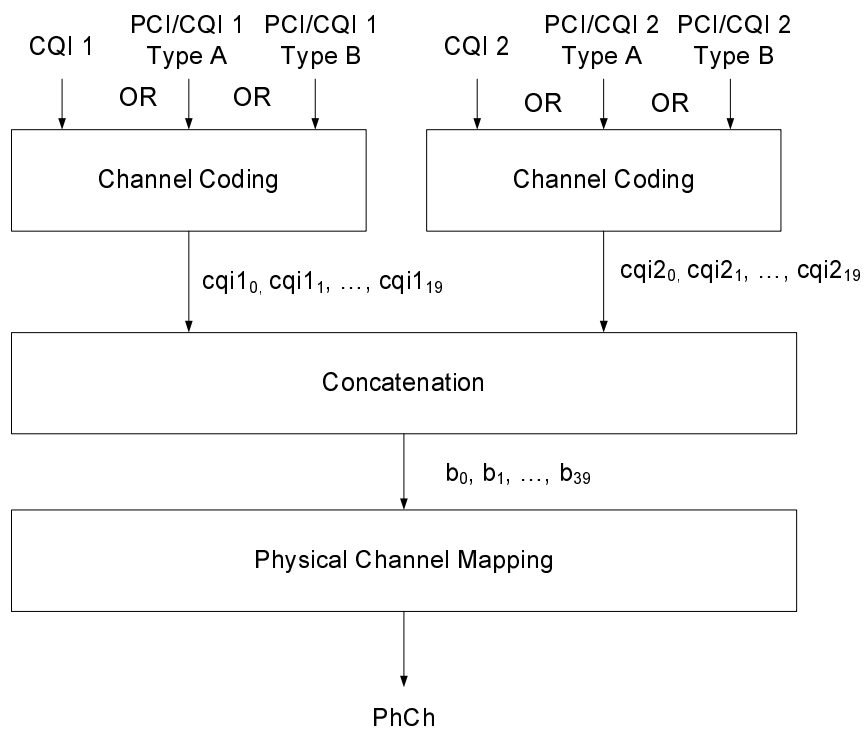 PCI/CQI 1 PCI/CQI 1 PCI/CQI 2 PCI/CQI 2
CQI 1 Type A Type B CQI 2 Type A Type B
OR OR OR OR
Channel Coding Channel Coding
cqi1₀, cqi1₁, …, cqi1₁₉ cqi2₀, cqi2₁, …, cqi2₁₉
Concatenation
b₀, b₁, …, b₃₉
Physical Channel Mapping
PhCh